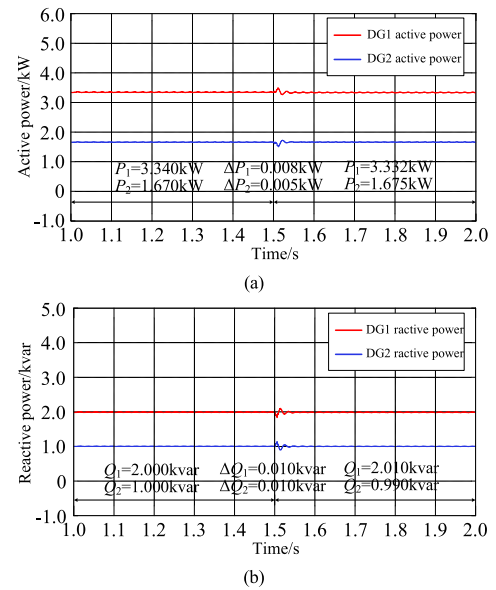 6.0
5.0
4.0
3.0
2.0
1.0
0
-1.0
Active power/kW
DG1 active power
DG2 active power
P1=3.340kW ΔP1=0.008kW P1=3.332kW
P2=1.670kW ΔP2=0.005kW P2=1.675kW
1.0 1.1 1.2 1.3 1.4 1.5 1.6 1.7 1.8 1.9 2.0
Time/s
(a)
5.0
4.0
3.0
2.0
1.0
0
-1.0
Reactive power/kvar
DG1 ractive power
DG2 ractive power
Q1=2.000kvar ΔQ1=0.010kvar Q1=2.010kvar
Q2=1.000kvar ΔQ2=0.010kvar Q2=0.990kvar
1.0 1.1 1.2 1.3 1.4 1.5 1.6 1.7 1.8 1.9 2.0
Time/s
(b)